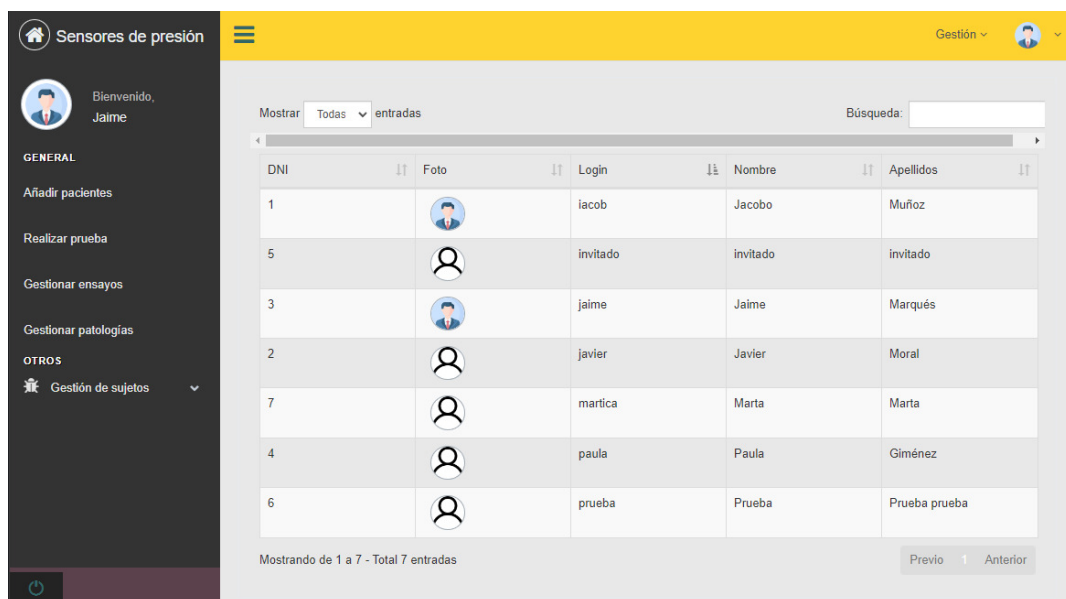 Sensores de presión
Gestión
Bienvenido,
Jaime
GENERAL
Añadir pacientes
Realizar prueba
Gestionar ensayos
Gestionar patologías
OTROS
Gestión de sujetos
Mostrar Todas entradas Búsqueda:
DNI Foto Login Nombre Apellidos
1 iacob Jacobo Muñoz
5 invitado invitado invitado
3 jaime Jaime Marqués
2 javier Javier Moral
7 martica Marta Marta
4 paula Paula Giménez
6 prueba Prueba Prueba prueba
Mostrando de 1 a 7 - Total 7 entradas Previo 1 Anterior